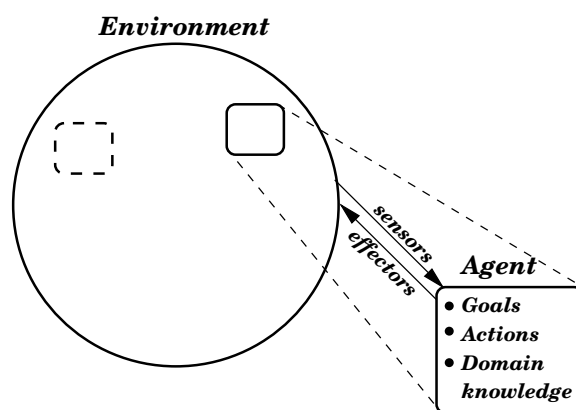 Environment
sensors
effectors
Agent
Goals
Actions
Domain
knowledge